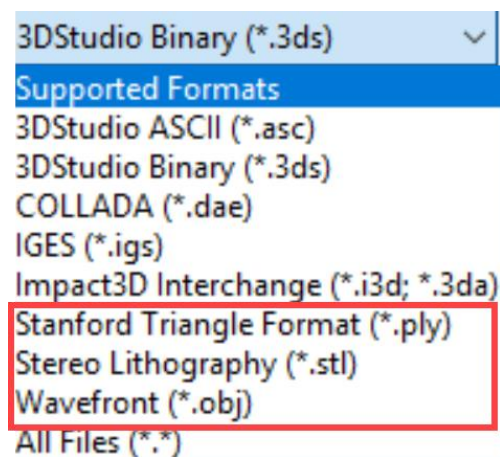 3DStudio Binary (*.3ds)
Supported Formats
3DStudio ASCII (*.asc)
3DStudio Binary (*.3ds)
COLLADA (*.dae)
IGES (*.igs)
Impact3D Interchange (*.i3d; *.3da)
Stanford Triangle Format (*.ply)
Stereo Lithography (*.stl)
Wavefront (*.obj)
All Files (*.*)